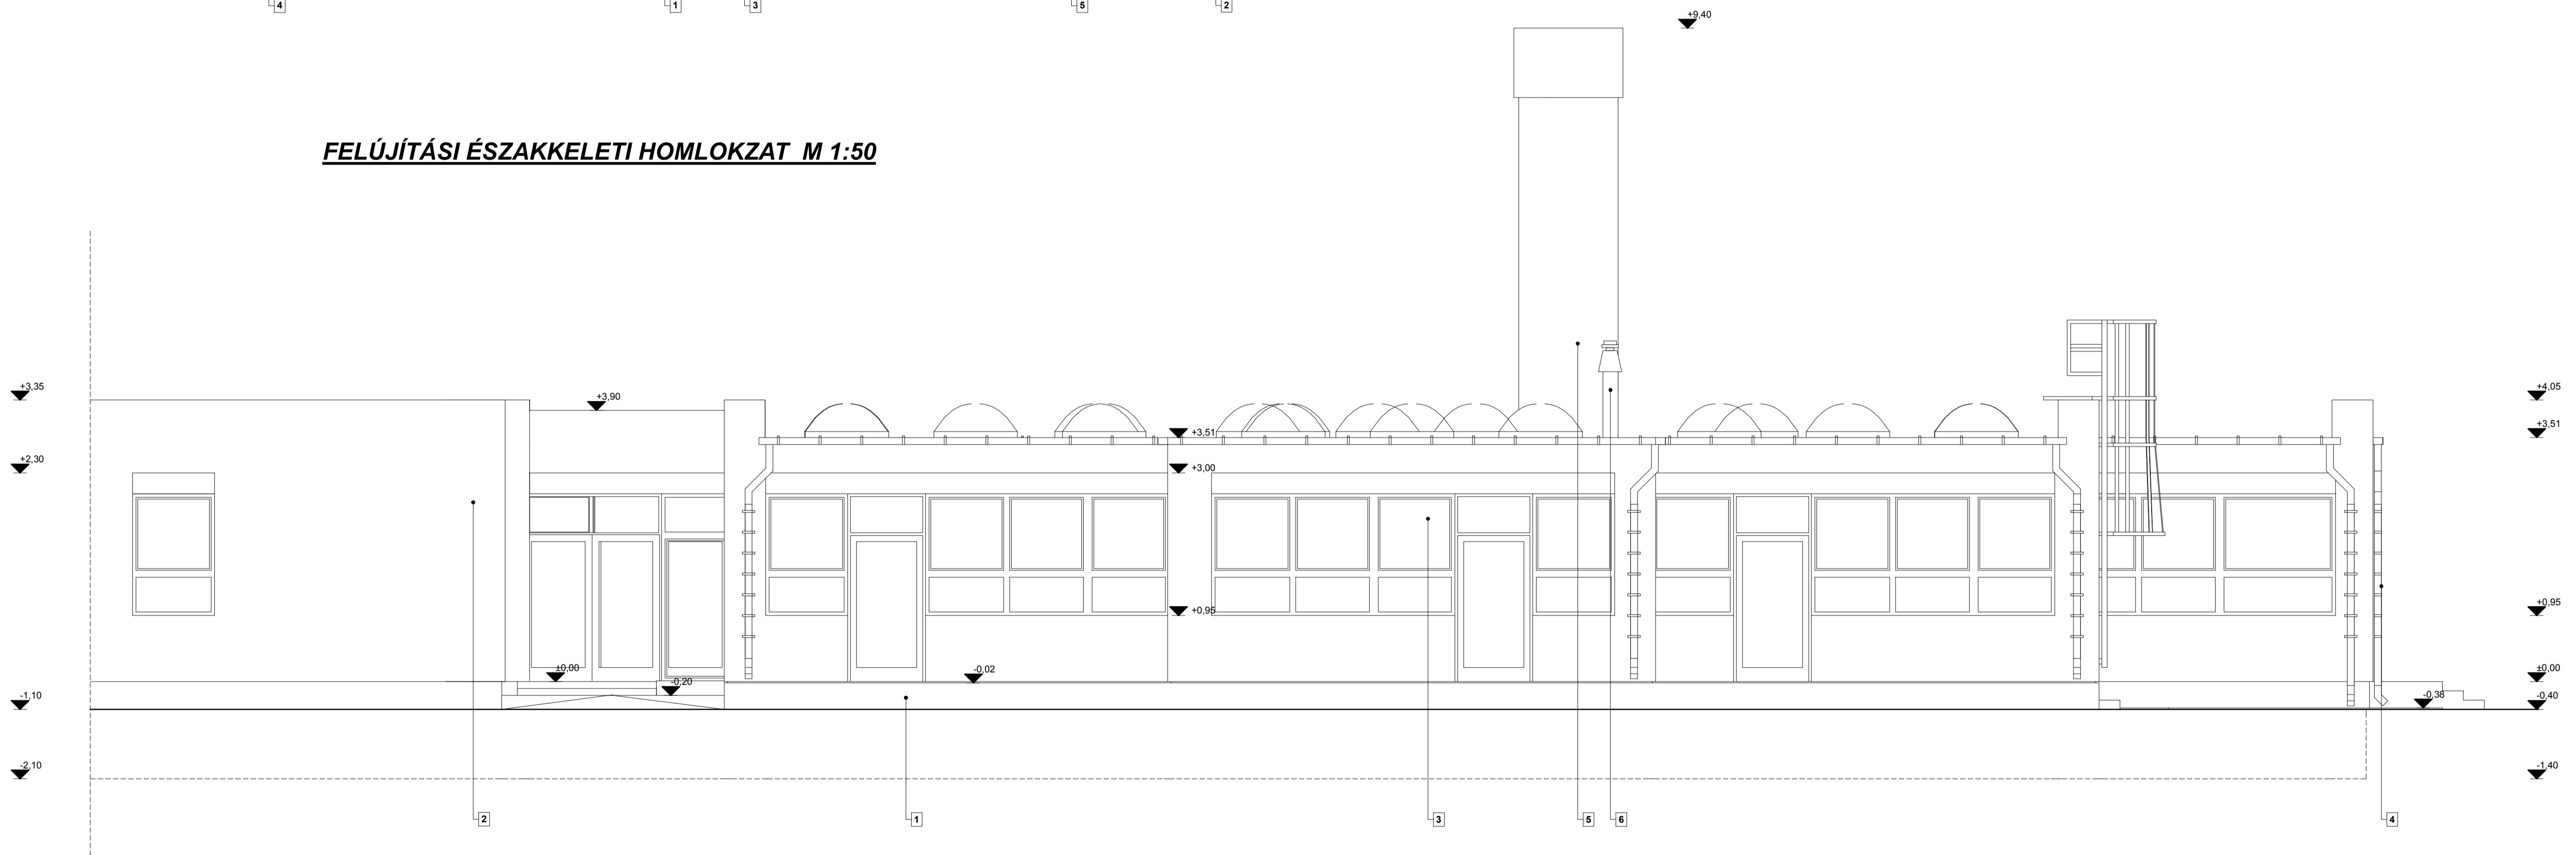 4 1 3 5 2
+9,40
FELÚJÍTÁSI ÉSZAKKELETI HOMLOKZAT M 1:50
+3,35 +3,90 +4,05
+3,51 +3,51
+2,30 +3,00
+0,95 +0,95
±0,00 -0,02 ±0,00
-1,10 -0,20 -0,38 -0,40
-2,10 -1,40
2 1 3 5 6 4